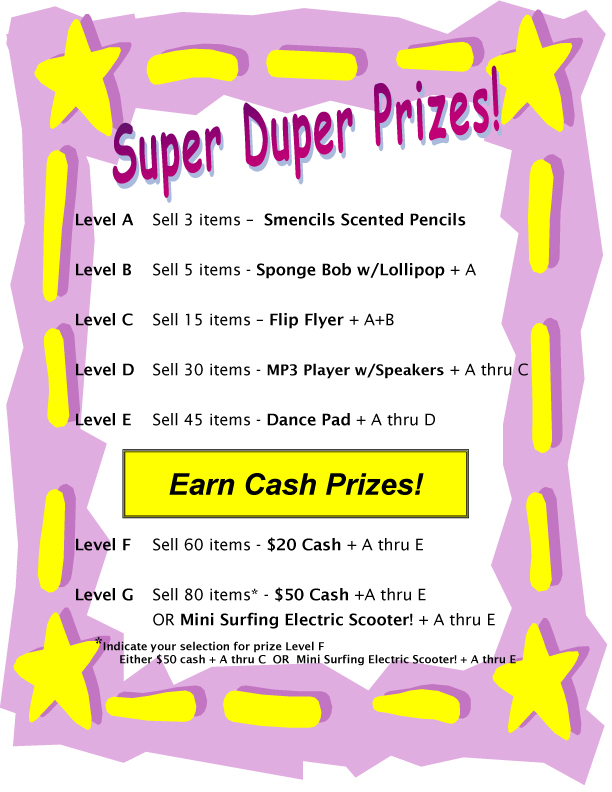 Super Duper Prizes!
Level A Sell 3 items – Smencils Scented Pencils
Level B Sell 5 items - Sponge Bob w/Lollipop + A
Level C Sell 15 items – Flip Flyer + A+B
Level D Sell 30 items - MP3 Player w/Speakers + A thru C
Level E Sell 45 items - Dance Pad + A thru D
Earn Cash Prizes!
Level F Sell 60 items - $20 Cash + A thru E
Level G Sell 80 items* - $50 Cash +A thru E
OR Mini Surfing Electric Scooter! + A thru E
*Indicate your selection for prize Level F
Either $50 cash + A thru C OR Mini Surfing Electric Scooter! + A thru E